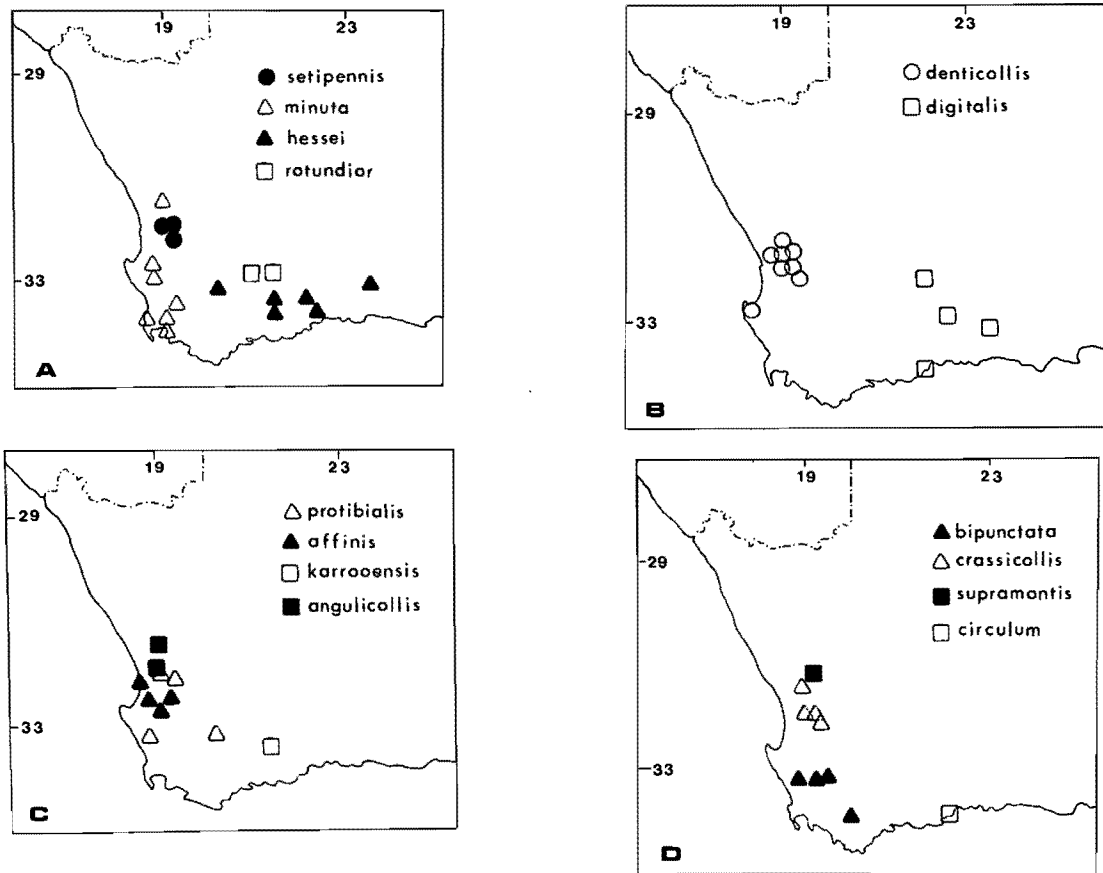 19 23
29
setipennis
minuta
hessei
rotundior
33
A
19 23
29
denticollis
digitalis
33
B
19 23
29
protibialis
affinis
karrooensis
angulicollis
33
C
19 23
29
bipunctata
crassicollis
supramontis
circulum
33
D